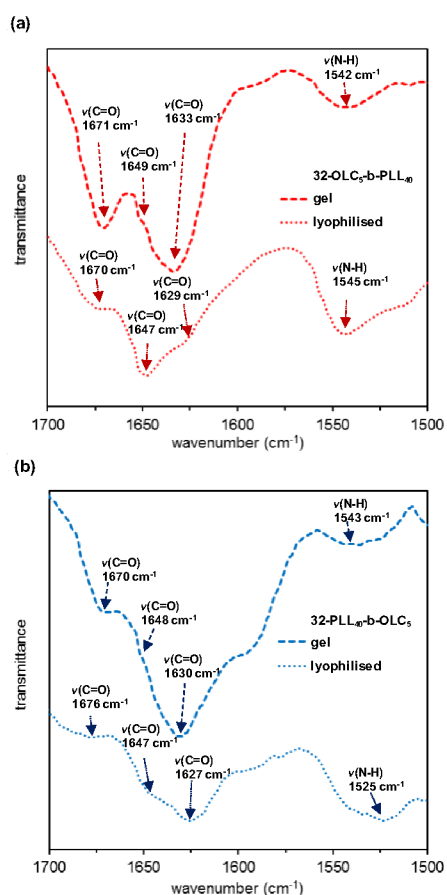 (a)
ν(N-H)
1542 cm⁻¹
ν(C=O)
1633 cm⁻¹
ν(C=O)
1671 cm⁻¹
ν(C=O)
1649 cm⁻¹
32-OLC₅-b-PLL₄₀
gel
lyophilised
ν(C=O)
1670 cm⁻¹
ν(C=O)
1629 cm⁻¹
ν(N-H)
1545 cm⁻¹
ν(C=O)
1647 cm⁻¹
transmittance
1700 1650 1600 1550 1500
wavenumber (cm⁻¹)
(b)
ν(N-H)
1543 cm⁻¹
ν(C=O)
1670 cm⁻¹
ν(C=O)
1648 cm⁻¹
32-PLL₄₀-b-OLC₅
gel
lyophilised
ν(C=O)
1630 cm⁻¹
ν(C=O)
1676 cm⁻¹
ν(C=O)
1647 cm⁻¹
ν(C=O)
1627 cm⁻¹
ν(N-H)
1525 cm⁻¹
transmittance
1700 1650 1600 1550 1500
wavenumber (cm⁻¹)